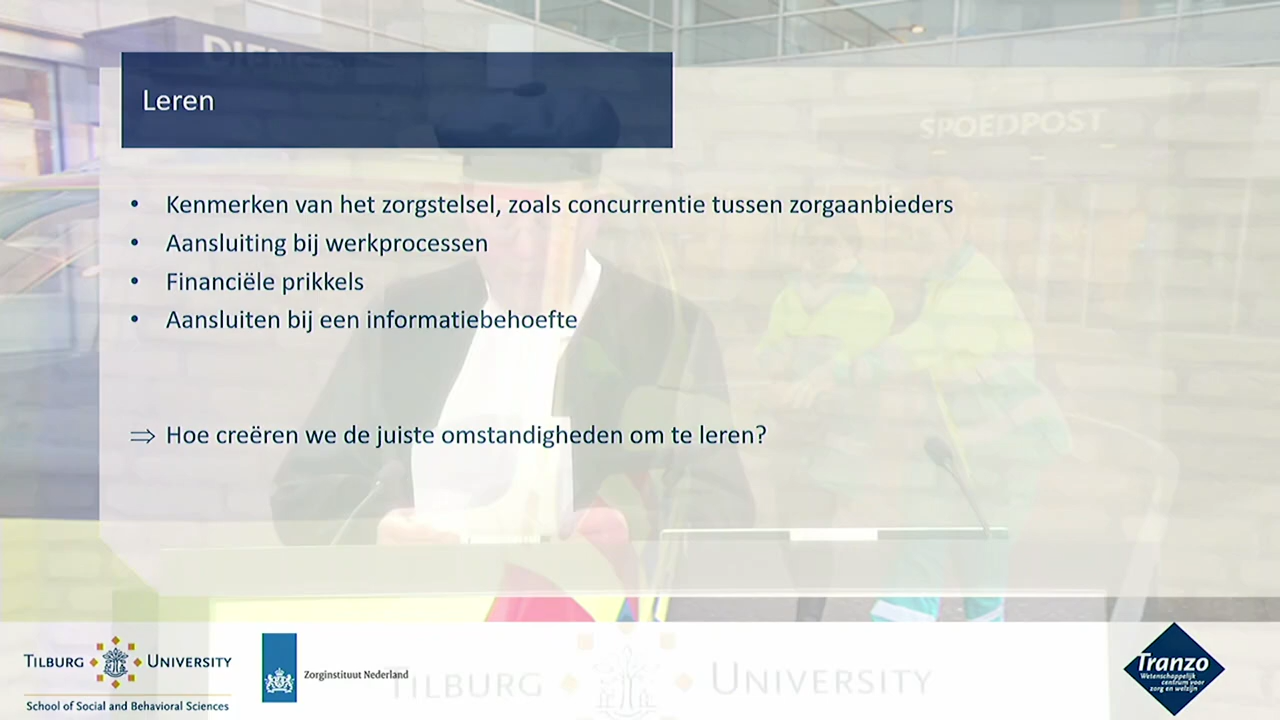 DIEN
SPOEDPOST
Leren
• Kenmerken van het zorgstelsel, zoals concurrentie tussen zorgaanbieders
• Aansluiting bij werkprocessen
• Financiële prikkels
• Aansluiten bij een informatiebehoefte
⇒ Hoe creëren we de juiste omstandigheden om te leren?
TILBURG UNIVERSITY
School of Social and Behavioral Sciences
Zorginstituut Nederland
TILBURG UNIVERSITY
Tranzo
Wetenschappelijk
centrum voor
zorg en welzijn